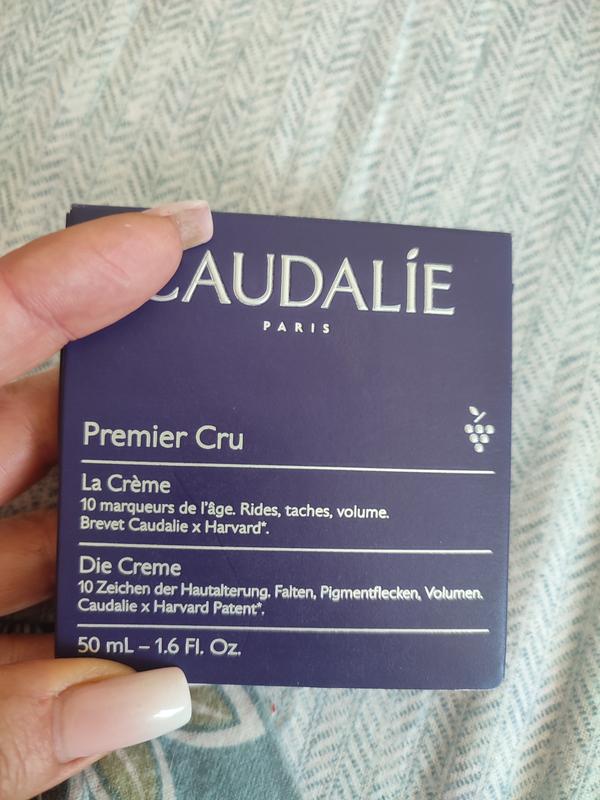 CAUDALÍE
PARIS
Premier Cru
La Crème
10 marqueurs de l'âge. Rides, taches, volume.
Brevet Caudalie x Harvard*.
Die Creme
10 Zeichen der Hautalterung. Falten, Pigmentflecken, Volumen.
Caudalie x Harvard Patent*.
50 mL – 1.6 Fl. Oz.